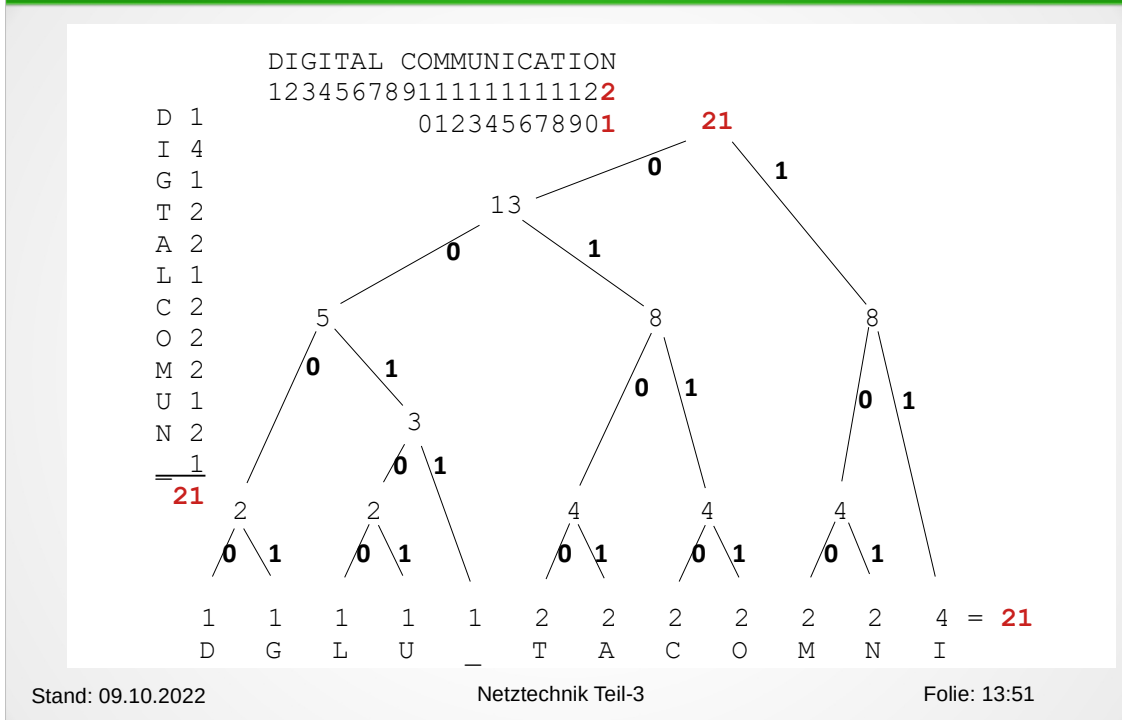 DIGITAL COMMUNICATION
123456789111111111122
012345678901
D 1
I 4
G 1
T 2
A 2
L 1
C 2
O 2
M 2
U 1
N 2
_ 1
21
21
0 1
13
0 1
5 8 8
0 1 0 1 0 1
3
0 1
2 2 4 4 4
0 1 0 1 0 1 0 1 0 1
1 1 1 1 1 2 2 2 2 2 2 4 = 21
D G L U _ T A C O M N I
Stand: 09.10.2022 Netztechnik Teil-3 Folie: 13:51